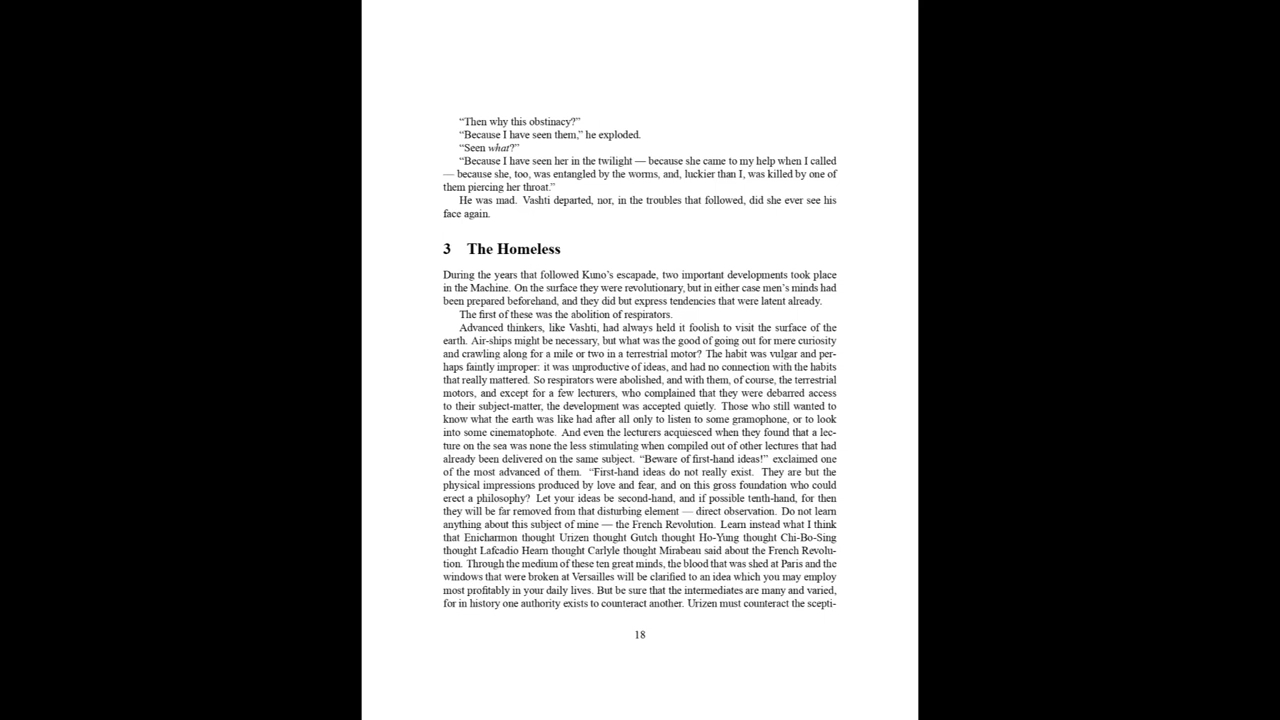 “Then why this obstinacy?”
“Because I have seen them,” he exploded.
“Seen what?”
“Because I have seen her in the twilight — because she came to my help when I called
— because she, too, was entangled by the worms, and, luckier than I, was killed by one of
them piercing her throat.”
He was mad. Vashti departed, nor, in the troubles that followed, did she ever see his
face again.
3 The Homeless
During the years that followed Kuno’s escapade, two important developments took place
in the Machine. On the surface they were revolutionary, but in either case men’s minds had
been prepared beforehand, and they did but express tendencies that were latent already.
The first of these was the abolition of respirators.
Advanced thinkers, like Vashti, had always held it foolish to visit the surface of the
earth. Air-ships might be necessary, but what was the good of going out for mere curiosity
and crawling along for a mile or two in a terrestrial motor? The habit was vulgar and per-
haps faintly improper: it was unproductive of ideas, and had no connection with the habits
that really mattered. So respirators were abolished, and with them, of course, the terrestrial
motors, and except for a few lecturers, who complained that they were debarred access
to their subject-matter, the development was accepted quietly. Those who still wanted to
know what the earth was like had after all only to listen to some gramophone, or to look
into some cinematophote. And even the lecturers acquiesced when they found that a lec-
ture on the sea was none the less stimulating when compiled out of other lectures that had
already been delivered on the same subject. “Beware of first-hand ideas!” exclaimed one
of the most advanced of them. “First-hand ideas do not really exist. They are but the
physical impressions produced by love and fear, and on this gross foundation who could
erect a philosophy? Let your ideas be second-hand, and if possible tenth-hand, for then
they will be far removed from that disturbing element — direct observation. Do not learn
anything about this subject of mine — the French Revolution. Learn instead what I think
that Enicharmon thought Urizen thought Gutch thought Ho-Yung thought Chi-Bo-Sing
thought Lafcadio Hearn thought Carlyle thought Mirabeau said about the French Revolu-
tion. Through the medium of these ten great minds, the blood that was shed at Paris and the
windows that were broken at Versailles will be clarified to an idea which you may employ
most profitably in your daily lives. But be sure that the intermediates are many and varied,
for in history one authority exists to counteract another. Urizen must counteract the scepti-
18